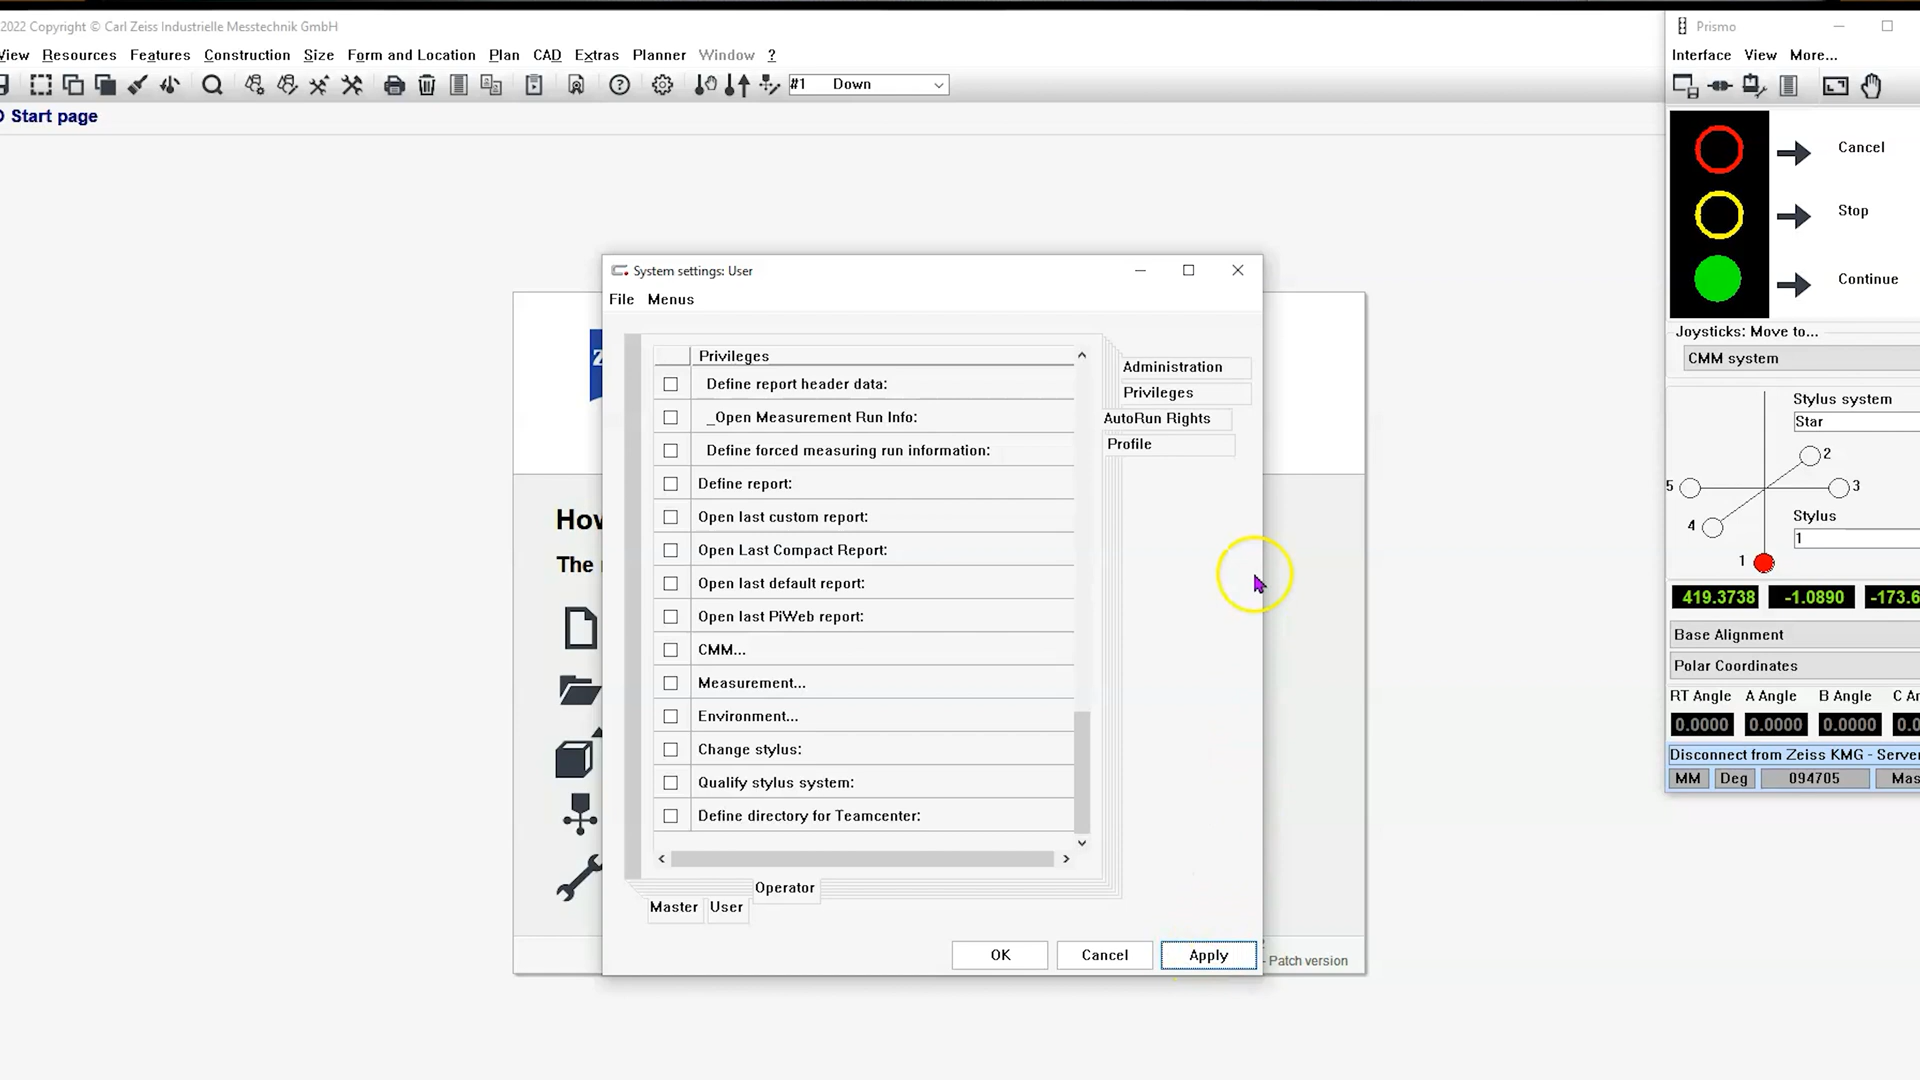 2022 Copyright © Carl Zeiss Industrielle Messtechnik GmbH
View Resources Features Construction Size Form and Location Plan CAD Extras Planner Window ?
#1 Down
Start page
System settings: User
File Menus
Privileges
Define report header data:
_Open Measurement Run Info:
Define forced measuring run information:
Define report:
Open last custom report:
Open Last Compact Report:
Open last default report:
Open last PiWeb report:
CMM...
Measurement...
Environment...
Change stylus:
Qualify stylus system:
Define directory for Teamcenter:
Administration
Privileges
AutoRun Rights
Profile
Operator
Master User
OK Cancel Apply
How
The
- Patch version
Prismo
Interface View More...
Cancel
Stop
Continue
Joysticks: Move to...
CMM system
Stylus system
Star
2
5
3
Stylus
4
1
1
419.3738 -1.0890 -173.6
Base Alignment
Polar Coordinates
RT Angle A Angle B Angle C A
0.0000 0.0000 0.0000 0.0
Disconnect from Zeiss KMG - Server
MM Deg 094705 Mas